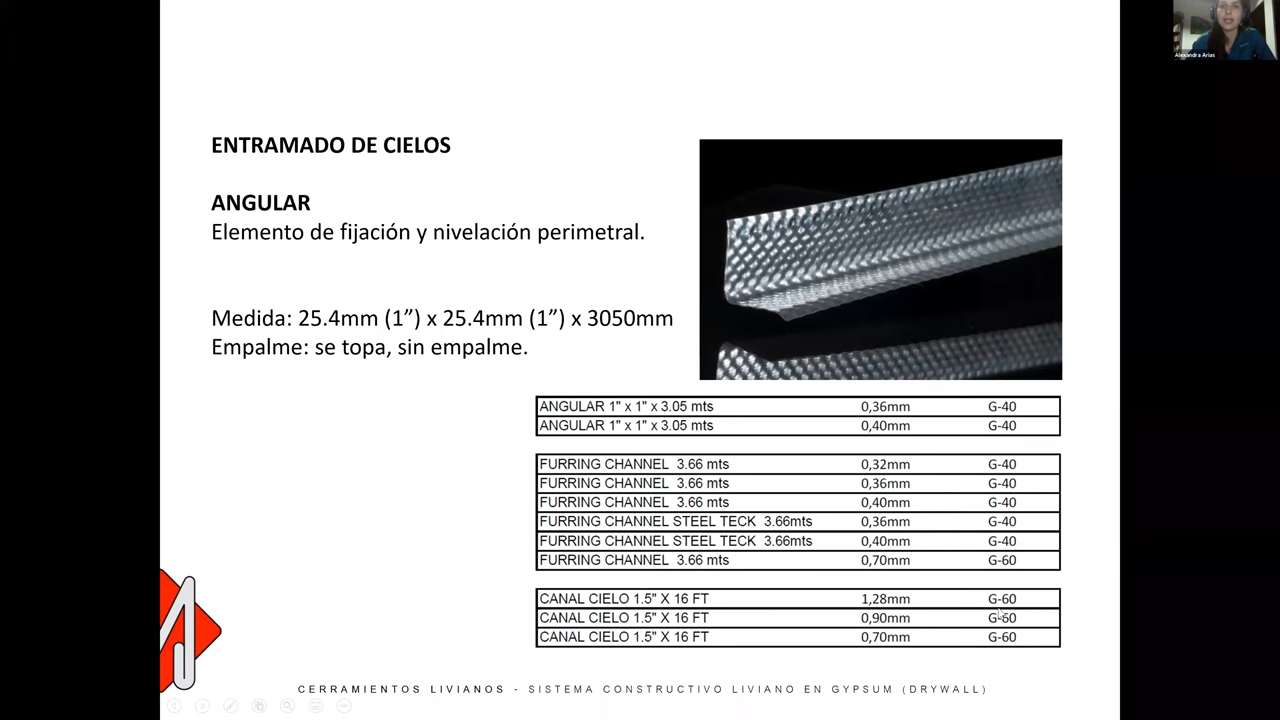 Alexandra Arias
ENTRAMADO DE CIELOS
ANGULAR
Elemento de fijación y nivelación perimetral.
Medida: 25.4mm (1”) x 25.4mm (1”) x 3050mm
Empalme: se topa, sin empalme.
ANGULAR 1" x 1" x 3.05 mts 0,36mm G-40
ANGULAR 1" x 1" x 3.05 mts 0,40mm G-40
FURRING CHANNEL 3.66 mts 0,32mm G-40
FURRING CHANNEL 3.66 mts 0,36mm G-40
FURRING CHANNEL 3.66 mts 0,40mm G-40
FURRING CHANNEL STEEL TECK 3.66mts 0,36mm G-40
FURRING CHANNEL STEEL TECK 3.66mts 0,40mm G-40
FURRING CHANNEL 3.66 mts 0,70mm G-60
CANAL CIELO 1.5" X 16 FT 1,28mm G-60
CANAL CIELO 1.5" X 16 FT 0,90mm G-60
CANAL CIELO 1.5" X 16 FT 0,70mm G-60
CERRAMIENTOS LIVIANOS - SISTEMA CONSTRUCTIVO LIVIANO EN GYPSUM (DRYWALL)